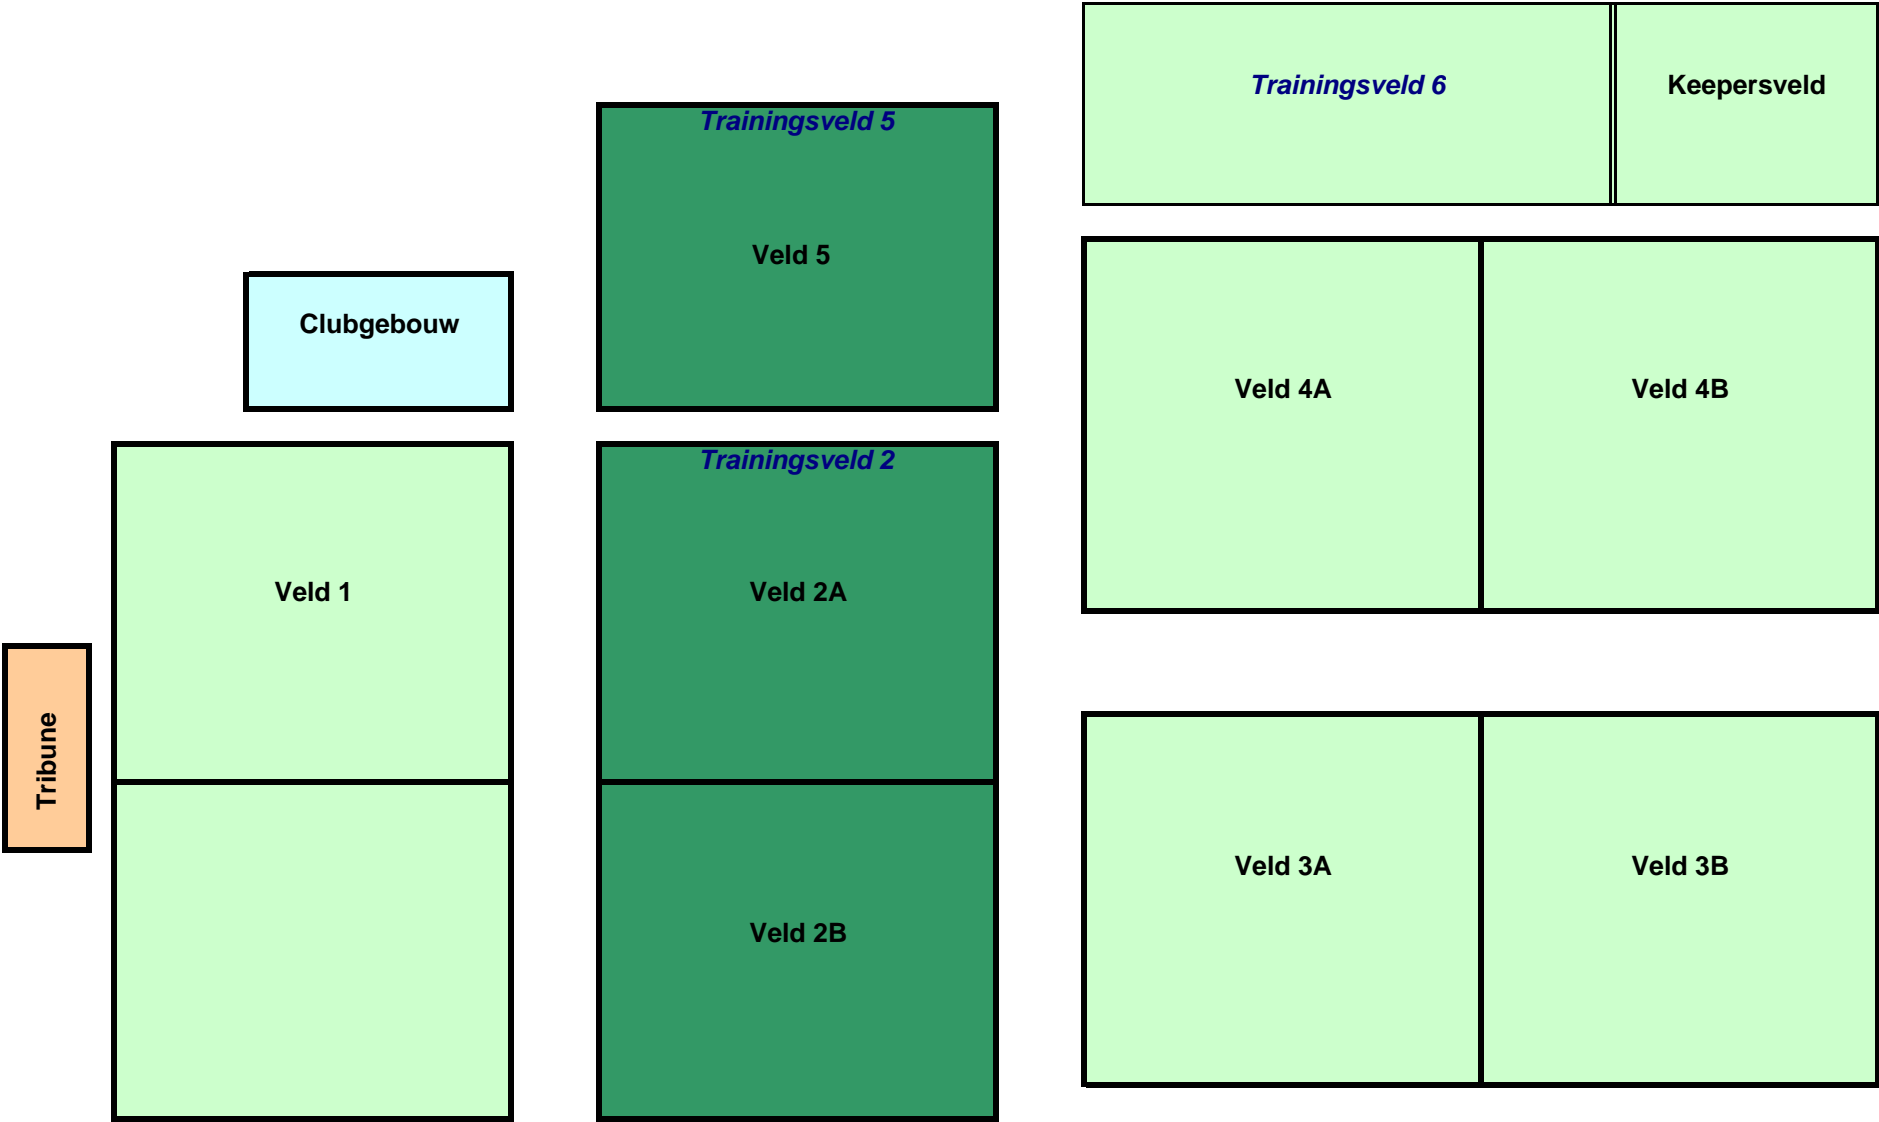 Trainingsveld 6
Keepersveld
Trainingsveld 5
Veld 5
Clubgebouw
Veld 4A
Veld 4B
Trainingsveld 2
Veld 1
Veld 2A
Tribune
Veld 3A
Veld 3B
Veld 2B